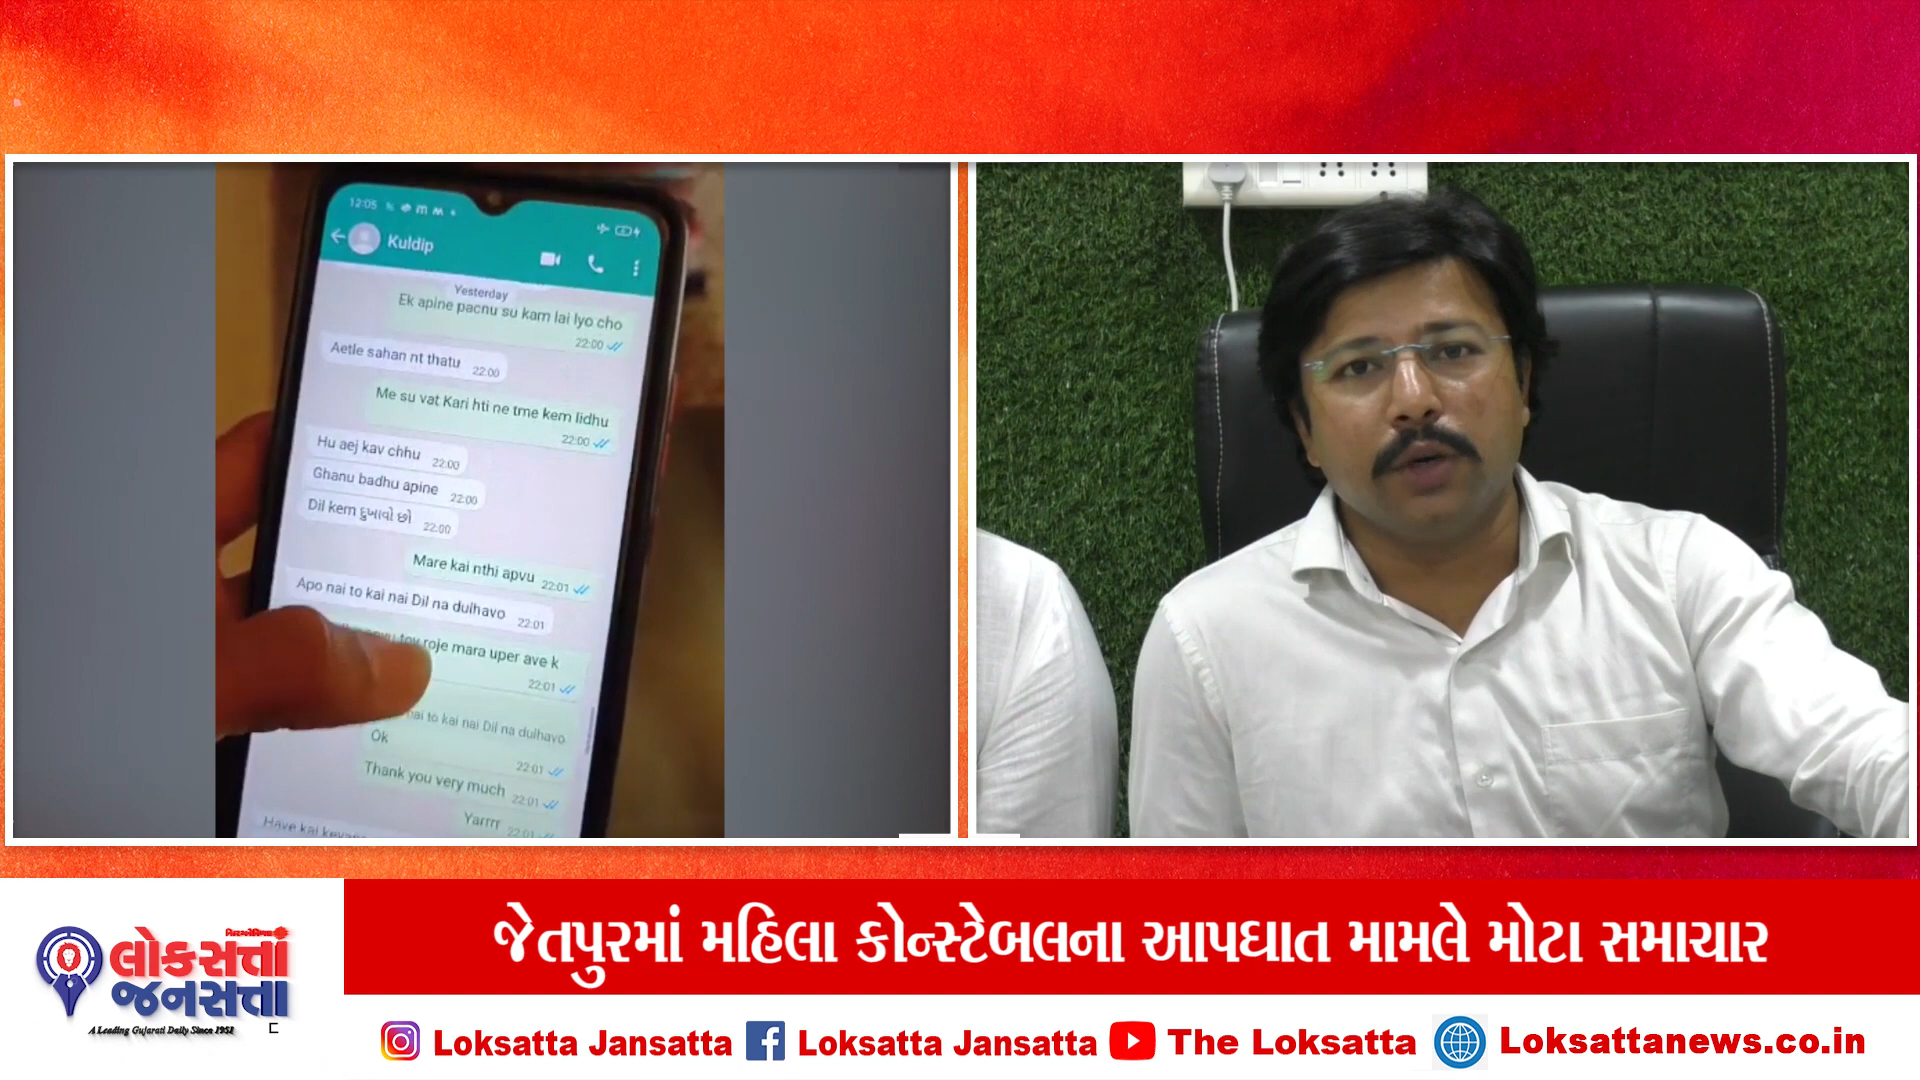 12:05
Kuldip
Yesterday
Ek apine pacnu su kam lai lyo cho
22:00
Aetle sahan nt thatu 22:00
Me su vat Kari hti ne tme kem lidhu
22:00
Hu aej kav chhu 22:00
Ghanu badhu apine 22:00
Dil kem દુખાવો છો 22:00
Mare kai nthi apvu 22:01
Apo nai to kai nai Dil na dulhavo
22:01
toy roje mara uper ave k
22:01
nai to kai nai Dil na dulhavo
Ok
22:01
Thank you very much 22:01
Yarrrr 22:01
Have kai
જેતપુરમાં મહિલા કોન્સ્ટેબલના આપઘાત મામલે મોટા સમાચાર
લોકસત્તા
જનસત્તા
A Leading Gujarati Daily Since 1951
Loksatta Jansatta Loksatta Jansatta The Loksatta Loksattanews.co.in